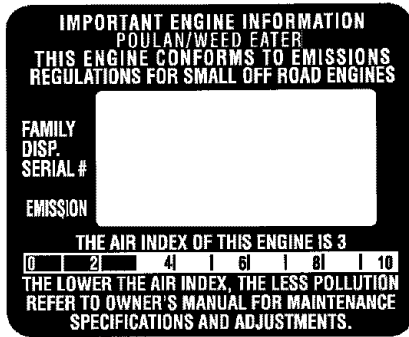 IMPORTANT ENGINE INFORMATION
POULAN/WEED EATER
THIS ENGINE CONFORMS TO EMISSIONS
REGULATIONS FOR SMALL OFF ROAD ENGINES
FAMILY
DISP.
SERIAL #
EMISSION
THE AIR INDEX OF THIS ENGINE IS 3
0 2 4 6 8 10
THE LOWER THE AIR INDEX, THE LESS POLLUTION
REFER TO OWNER'S MANUAL FOR MAINTENANCE
SPECIFICATIONS AND ADJUSTMENTS.